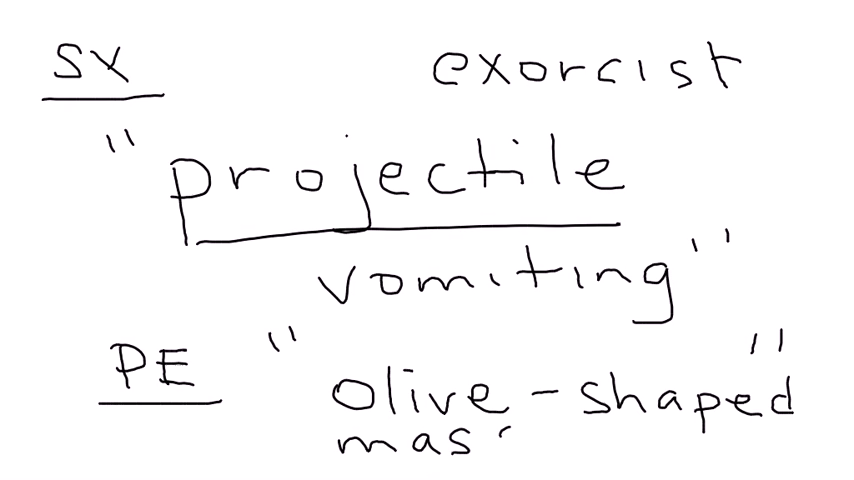 SX exorcist
"projectile
vomiting"
PE "olive-shaped"
mas